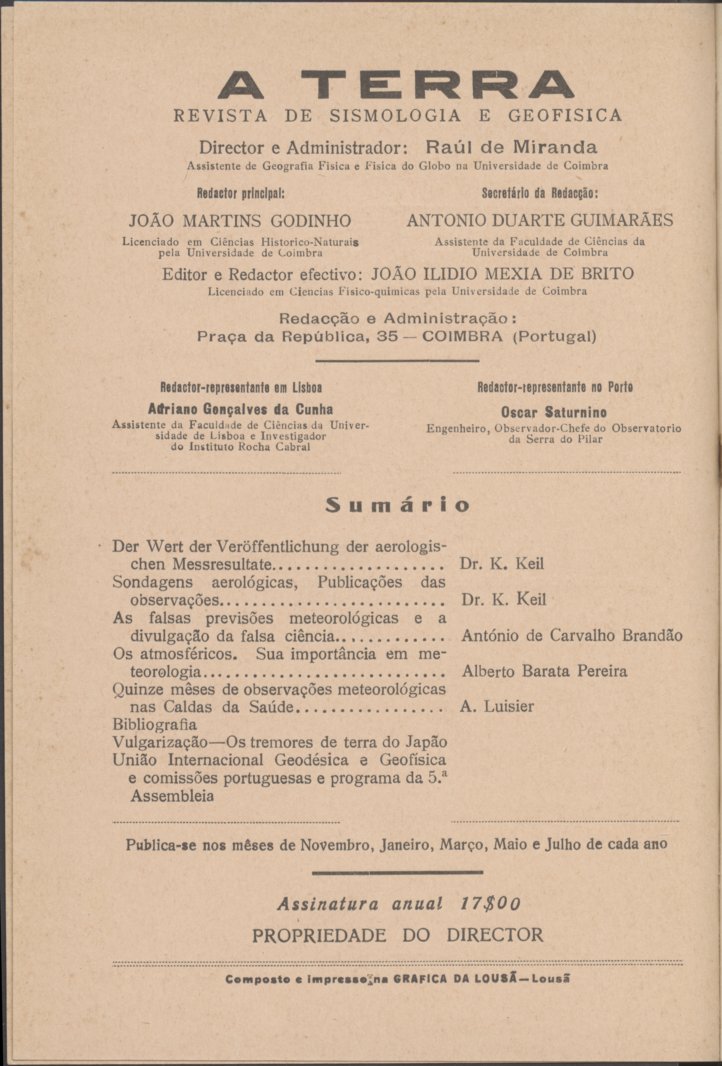 A TERRA
REVISTA DE SISMOLOGIA E GEOFISICA
Director e Administrador: Raúl de Miranda
Assistente de Geografia Fisica e Fisica do Globo na Universidade de Coimbra
Redactor principal:
JOÃO MARTINS GODINHO
Licenciado em Ciências Historico-Naturais
pela Universidade de Coimbra
Secretário da Redacção:
ANTONIO DUARTE GUIMARÃES
Assistente da Faculdade de Ciências da
Universidade de Coimbra
Editor e Redactor efectivo: JOÃO ILIDIO MEXIA DE BRITO
Licenciado em Ciencias Fisico-quimicas pela Universidade de Coimbra
Redacção e Administração:
Praça da República, 35 — COIMBRA (Portugal)
Redactor-representante em Lisboa
Adriano Gonçalves da Cunha
Assistente da Faculdade de Ciências da Univer-
sidade de Lisboa e Investigador
do Instituto Rocha Cabral
Redactor-representante no Porto
Oscar Saturnino
Engenheiro, Observador-Chefe do Observatorio
da Serra do Pilar
Sumário
Der Wert der Veröffentlichung der aerologis-
chen Messresultate.................... Dr. K. Keil
Sondagens aerológicas, Publicações das
observações.......................... Dr. K. Keil
As falsas previsões meteorológicas e a
divulgação da falsa ciência............ António de Carvalho Brandão
Os atmosféricos. Sua importância em me-
teorologia............................ Alberto Barata Pereira
Quinze mêses de observações meteorológicas
nas Caldas da Saúde................. A. Luisier
Bibliografia
Vulgarização—Os tremores de terra do Japão
União Internacional Geodésica e Geofísica
e comissões portuguesas e programa da 5.ª
Assembleia
Publica-se nos mêses de Novembro, Janeiro, Março, Maio e Julho de cada ano
Assinatura anual 17$00
PROPRIEDADE DO DIRECTOR
Composto e impresso na GRAFICA DA LOUSÃ—Lousã